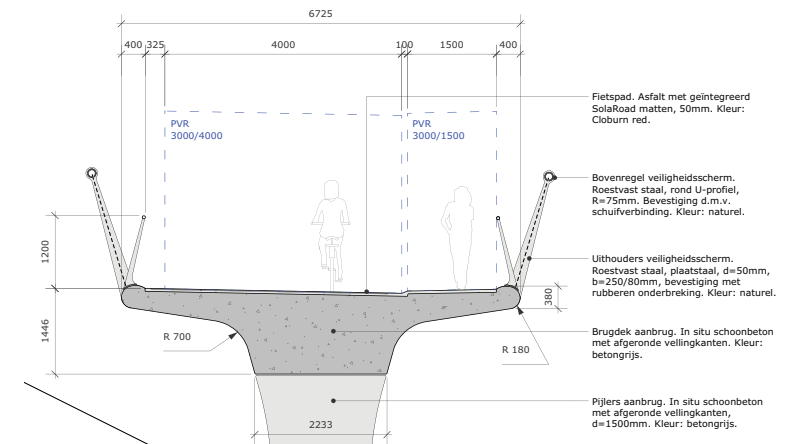 6725
400 325 4000 100 1500 400
PVR
3000/4000
PVR
3000/1500
Fietspad. Asfalt met geïntegreerd
SolaRoad matten, 50mm. Kleur:
Cloburn red.
Bovenregel veiligheidsscherm.
Roestvast staal, rond U-profiel,
R=75mm. Bevestiging d.m.v.
schuifverbinding. Kleur: naturel.
1200
Uithouders veiligheidsscherm.
Roestvast staal, plaatstaal, d=50mm,
b=250/80mm, bevestiging met
rubberen onderbreking. Kleur: naturel.
380
1446
R 700
R 180
Brugdek aanbrug. In situ schoonbeton
met afgeronde vellingkanten. Kleur:
betongrijs.
Pijlers aanbrug. In situ schoonbeton
met afgeronde vellingkanten,
d=1500mm. Kleur: betongrijs.
2233